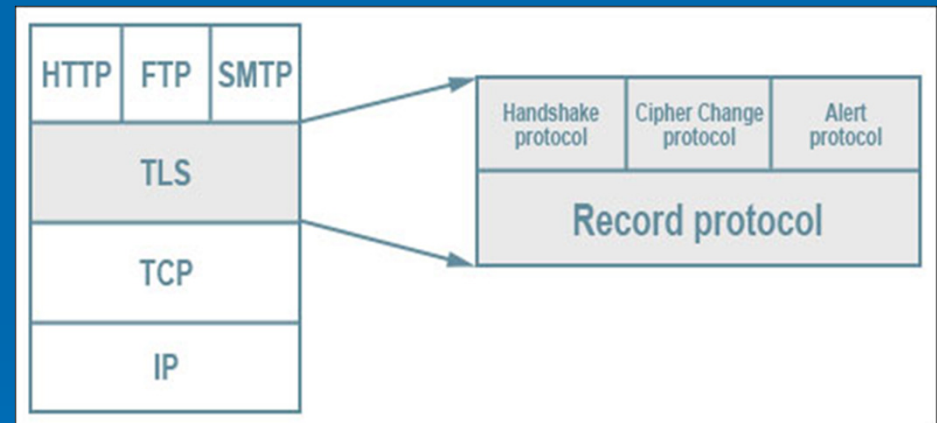 HTTP FTP SMTP
TLS
TCP
IP
Handshake protocol
Cipher Change protocol
Alert protocol
Record protocol